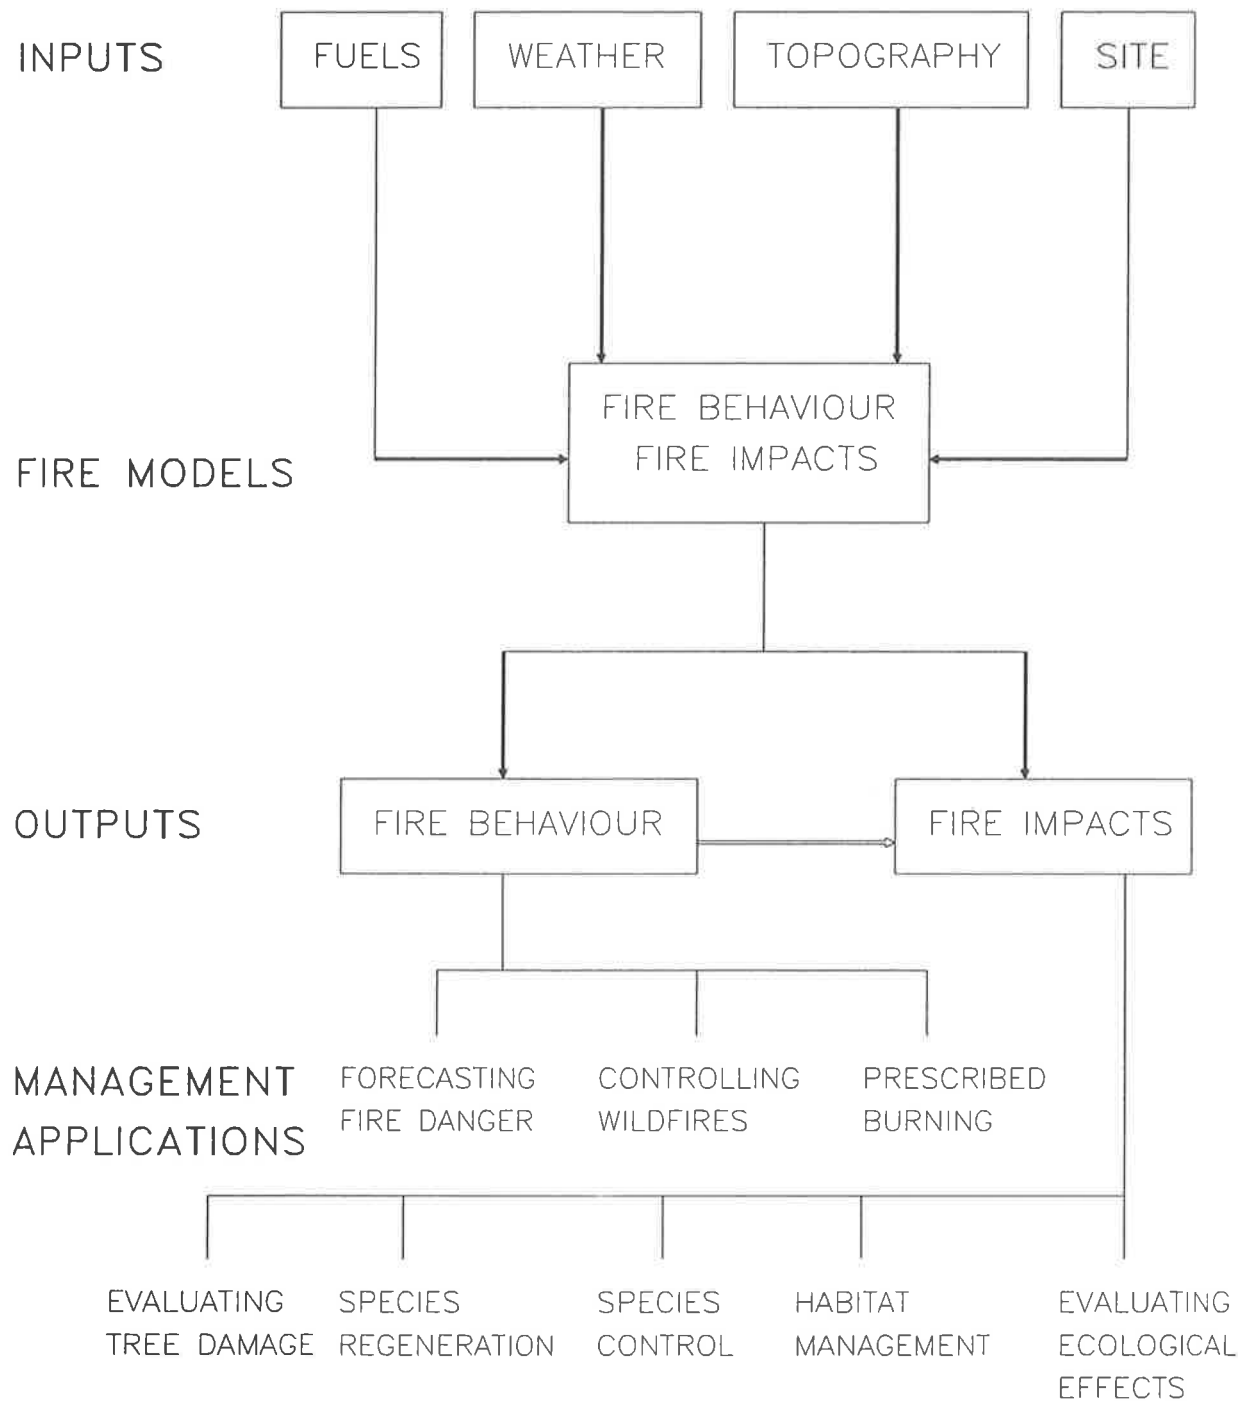 INPUTS
FUELS
WEATHER
TOPOGRAPHY
SITE
FIRE BEHAVIOUR
FIRE IMPACTS
FIRE MODELS
OUTPUTS
FIRE BEHAVIOUR
FIRE IMPACTS
MANAGEMENT
APPLICATIONS
FORECASTING
FIRE DANGER
CONTROLLING
WILDFIRES
PRESCRIBED
BURNING
EVALUATING
TREE DAMAGE
SPECIES
REGENERATION
SPECIES
CONTROL
HABITAT
MANAGEMENT
EVALUATING
ECOLOGICAL
EFFECTS